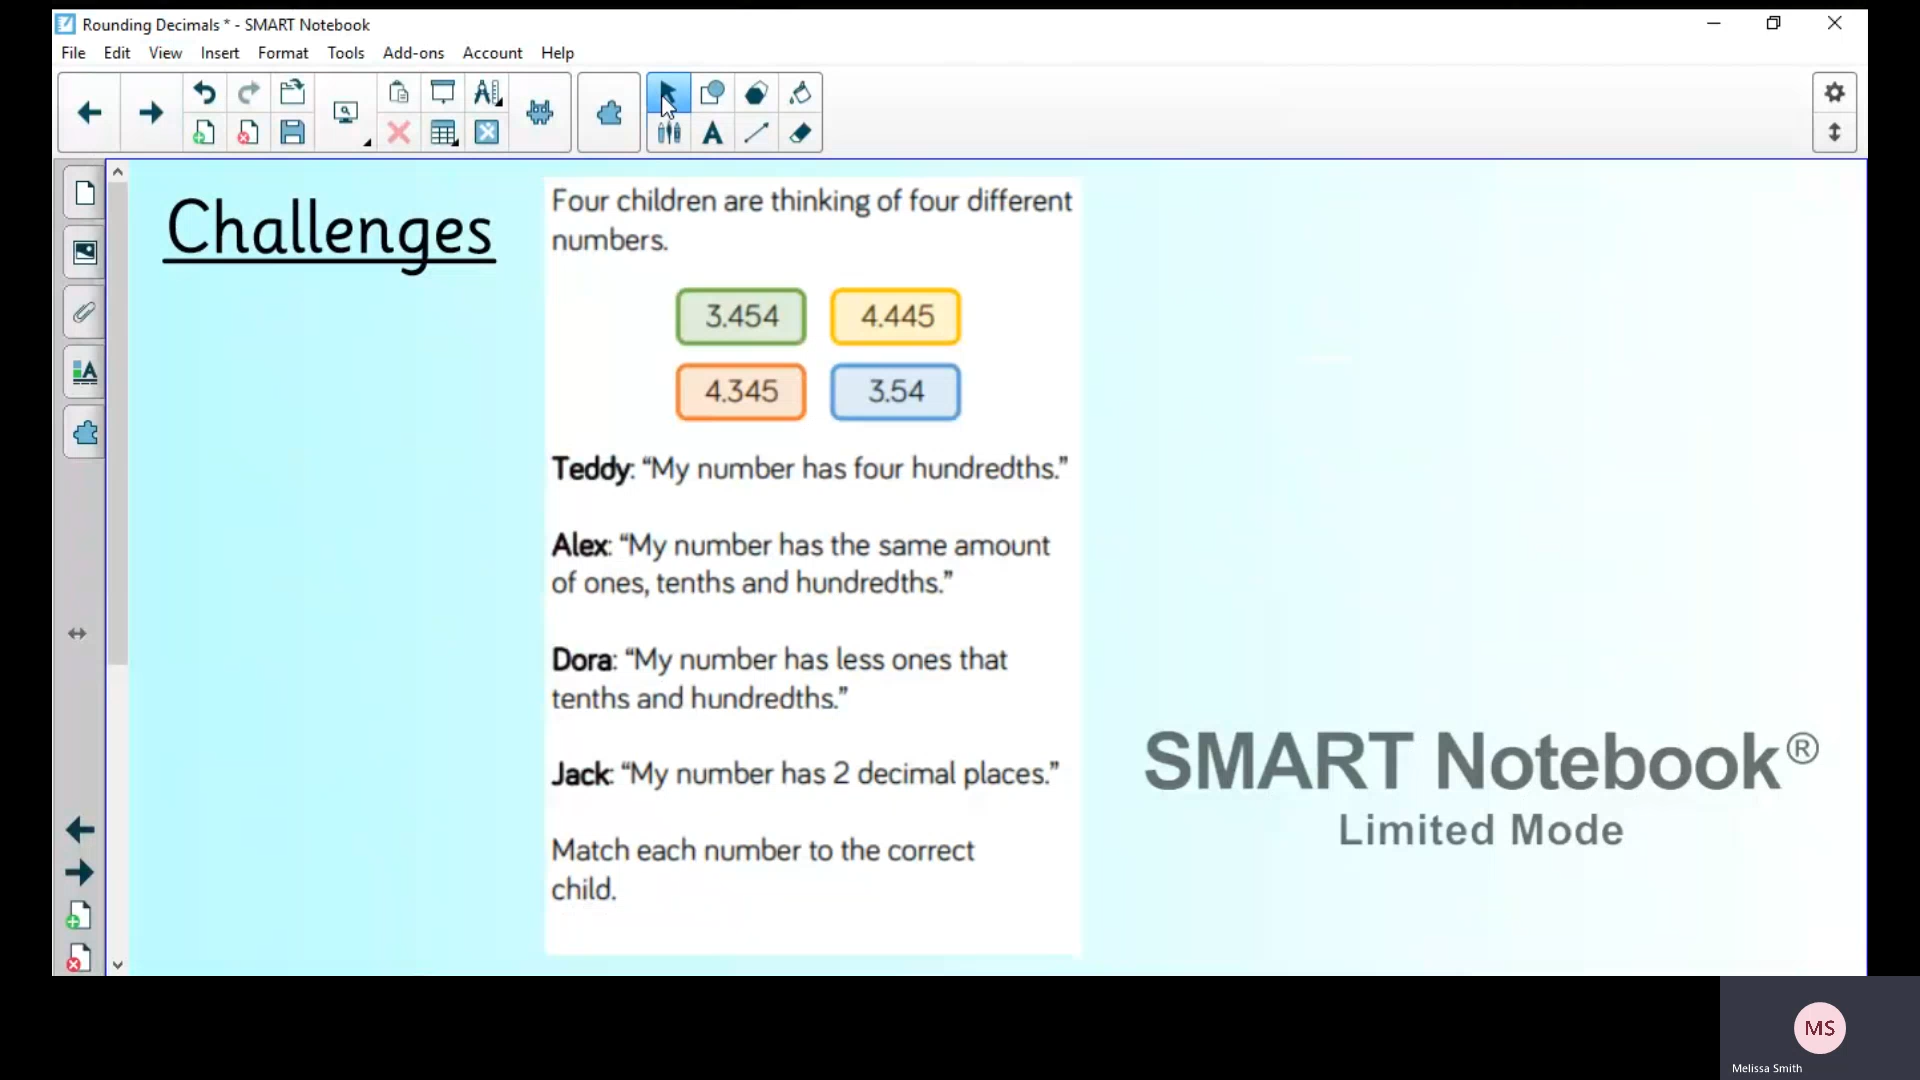 Rounding Decimals * - SMART Notebook
File Edit View Insert Format Tools Add-ons Account Help
Challenges
Four children are thinking of four different
numbers.
3.454 4.445
4.345 3.54
Teddy: “My number has four hundredths.”
Alex: “My number has the same amount
of ones, tenths and hundredths.”
Dora: “My number has less ones that
tenths and hundredths.”
Jack: “My number has 2 decimal places.”
Match each number to the correct
child.
SMART Notebook®
Limited Mode
MS
Melissa Smith